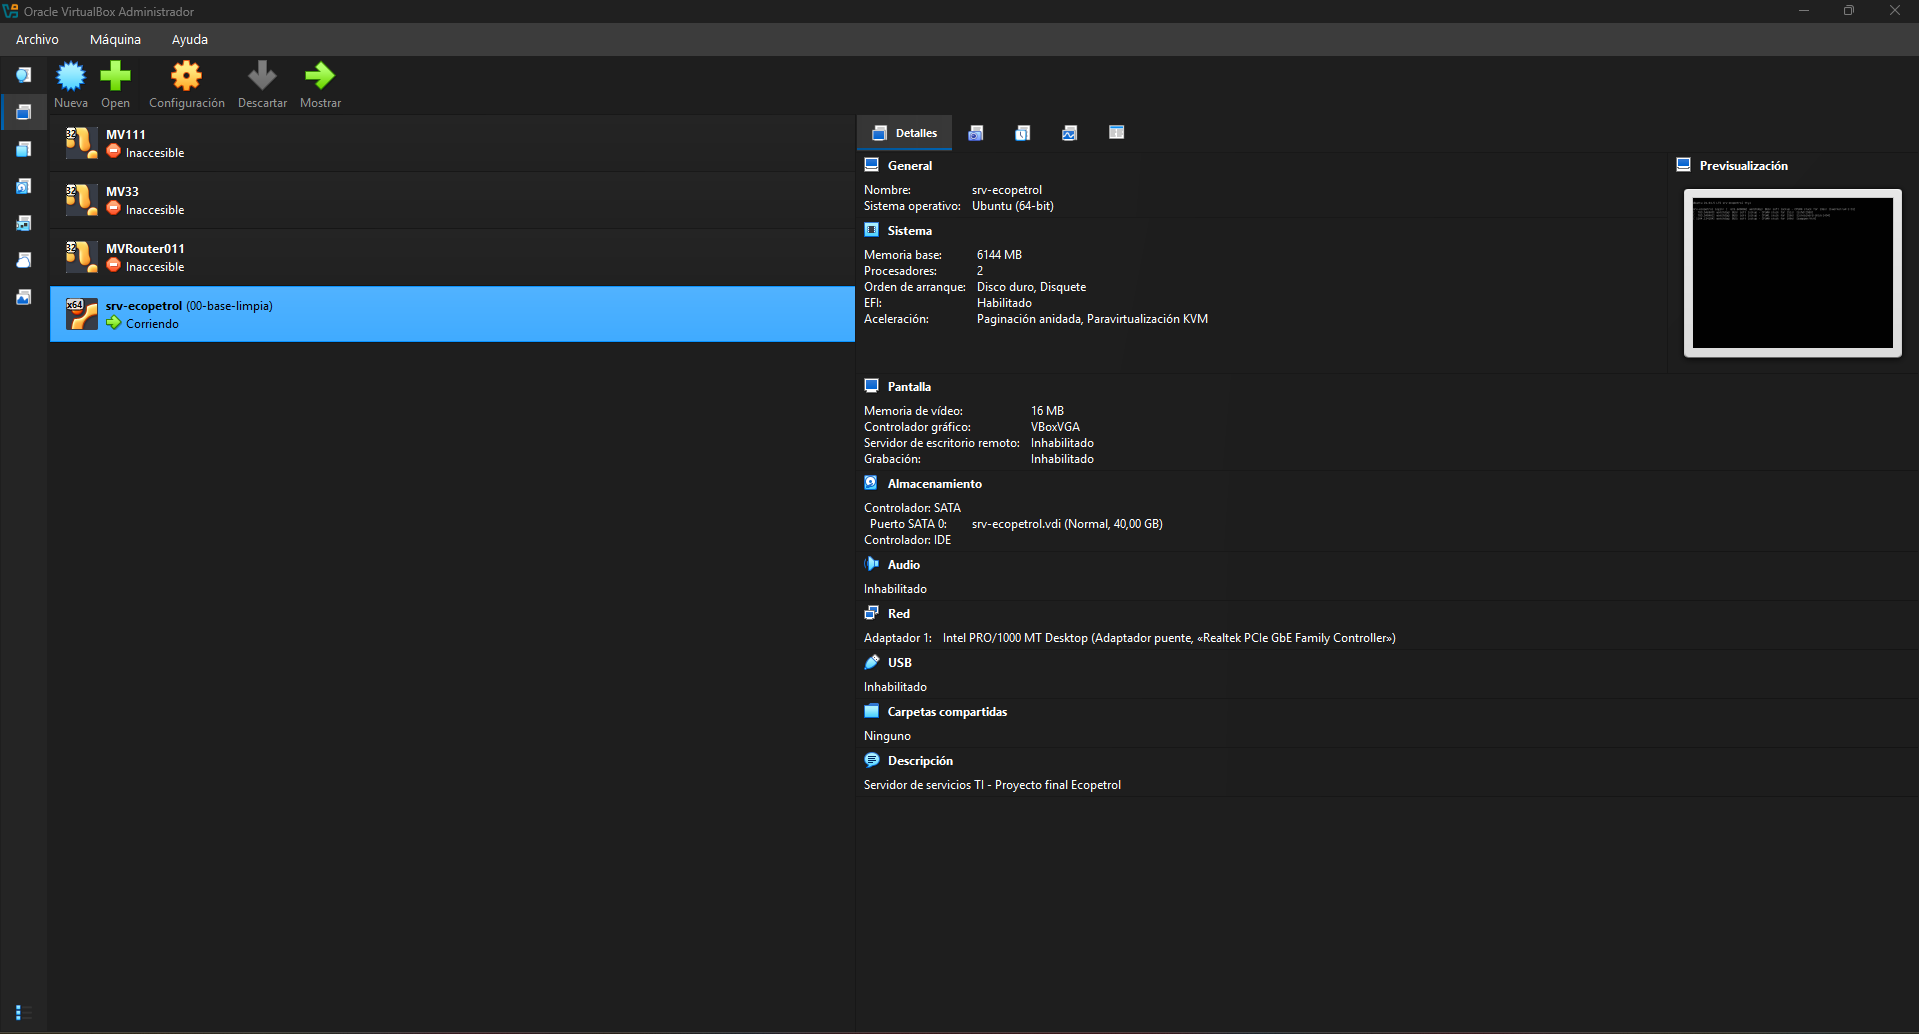 Oracle VirtualBox Administrador
Archivo Máquina Ayuda
Nueva Open Configuración Descartar Mostrar
MV111
Inaccesible
MV33
Inaccesible
MVRouter011
Inaccesible
srv-ecopetrol (00-base-limpia)
Corriendo
Detalles
General
Nombre: srv-ecopetrol
Sistema operativo: Ubuntu (64-bit)
Sistema
Memoria base: 6144 MB
Procesadores: 2
Orden de arranque: Disco duro, Disquete
EFI: Habilitado
Aceleración: Paginación anidada, Paravirtualización KVM
Previsualización
Pantalla
Memoria de vídeo: 16 MB
Controlador gráfico: VBoxVGA
Servidor de escritorio remoto: Inhabilitado
Grabación: Inhabilitado
Almacenamiento
Controlador: SATA
Puerto SATA 0: srv-ecopetrol.vdi (Normal, 40,00 GB)
Controlador: IDE
Audio
Inhabilitado
Red
Adaptador 1: Intel PRO/1000 MT Desktop (Adaptador puente, «Realtek PCIe GbE Family Controller»)
USB
Inhabilitado
Carpetas compartidas
Ninguno
Descripción
Servidor de servicios TI - Proyecto final Ecopetrol